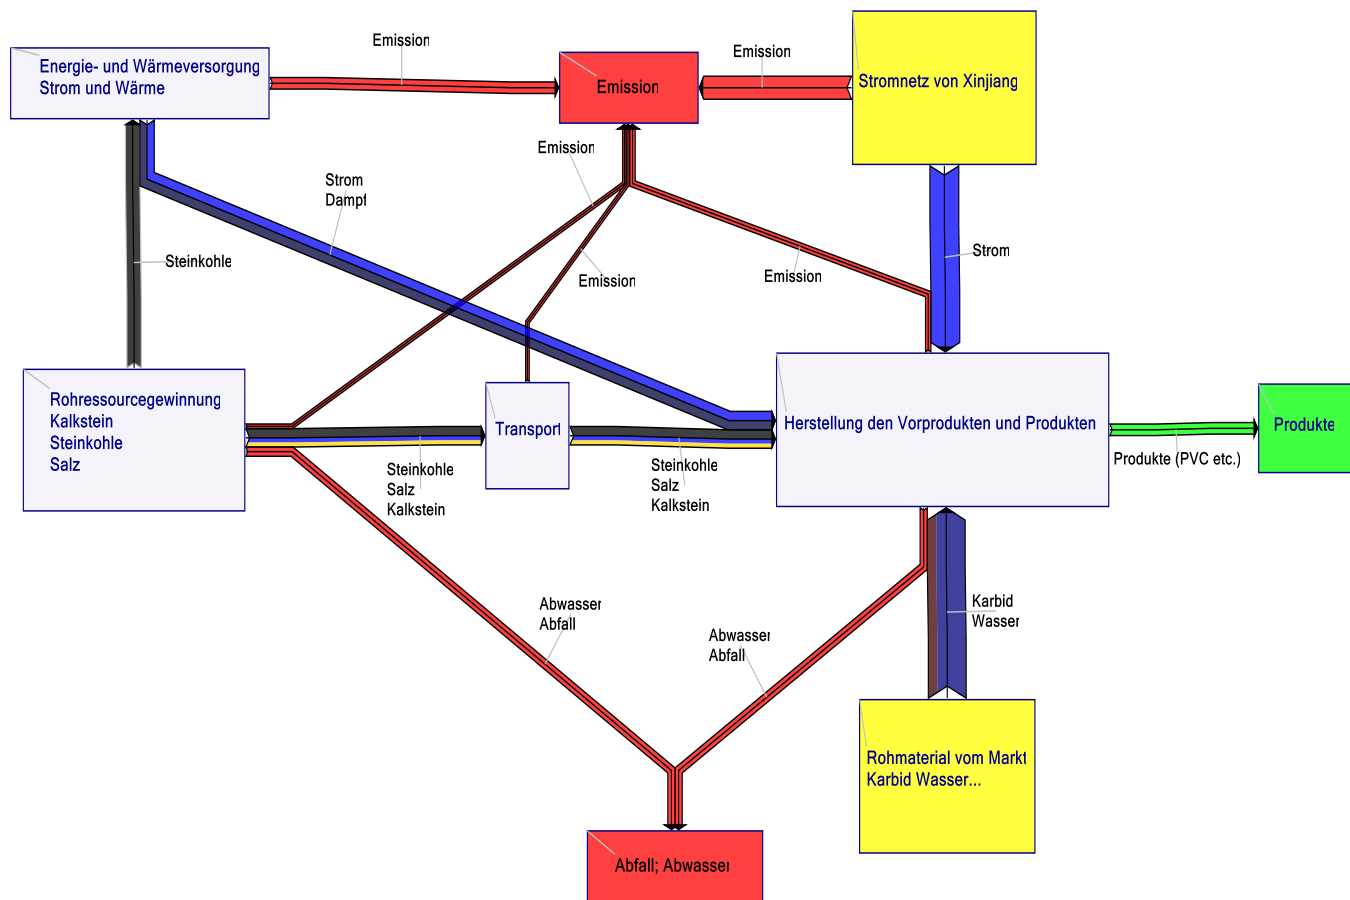 Emission
Energie- und Wärmeversorgung
Strom und Wärme
Emission
Emission
Stromnetz von Xinjiang
Emission
Strom
Dampf
Steinkohle
Emission
Emission
Strom
Rohressourcegewinnung
Kalkstein
Steinkohle
Salz
Transport
Herstellung den Vorprodukten und Produkten
Produkte
Produkte (PVC etc.)
Steinkohle
Salz
Kalkstein
Steinkohle
Salz
Kalkstein
Abwasser
Abfall
Abwasser
Abfall
Karbid
Wasser
Rohmaterial vom Markt
Karbid Wasser...
Abfall; Abwasser